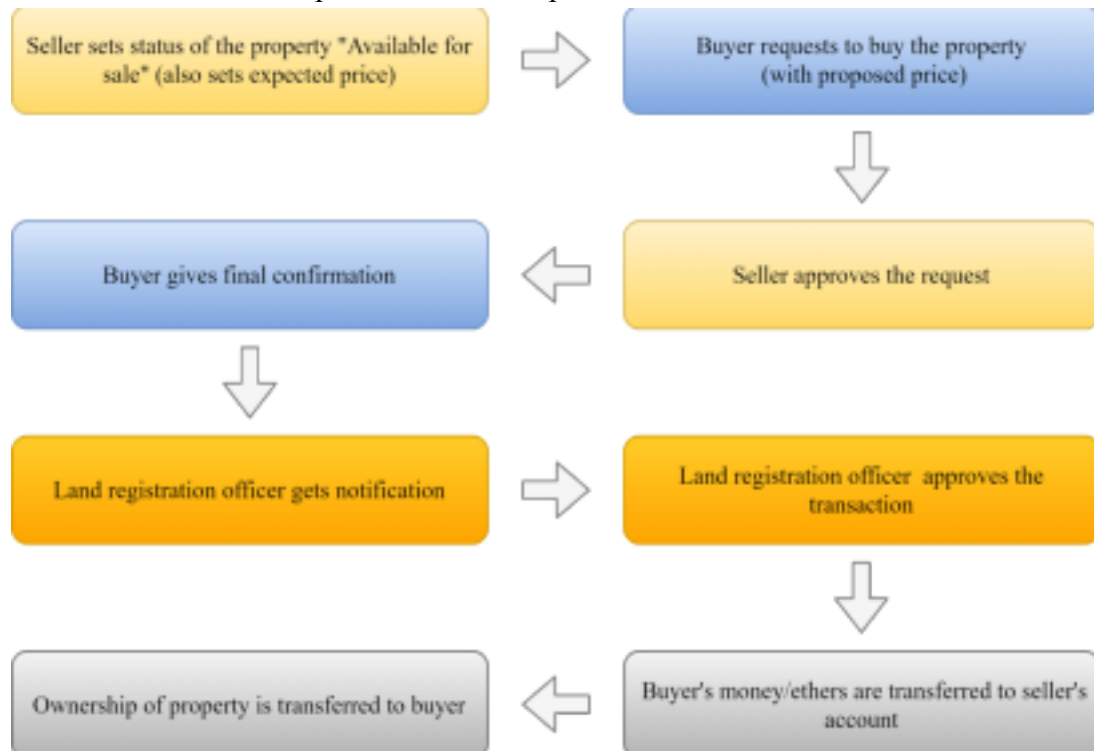 Seller sets status of the property "Available for
sale" (also sets expected price)
Buyer requests to buy the property
(with proposed price)
Seller approves the request
Buyer gives final confirmation
Land registration officer gets notification
Land registration officer approves the
transaction
Buyer's money/ethers are transferred to seller's
account
Ownership of property is transferred to buyer